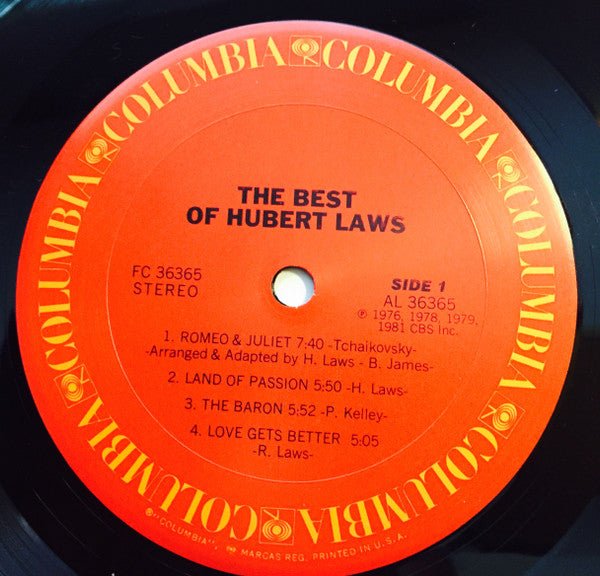 COLUMBIA COLUMBIA COLUMBIA COLUMBIA COLUMBIA COLUMBIA COLUMBIA COLUMBIA COLUMBIA
THE BEST
OF HUBERT LAWS
FC 36365
STEREO
SIDE 1
AL 36365
℗ 1976, 1978, 1979,
1981 CBS Inc.
1. ROMEO & JULIET 7:40 -Tchaikovsky-
-Arranged & Adapted by H. Laws - B. James-
2. LAND OF PASSION 5:50 -H. Laws-
3. THE BARON 5:52 -P. Kelley-
4. LOVE GETS BETTER 5:05
-R. Laws-
® "COLUMBIA", MARCAS REG. PRINTED IN U.S.A.